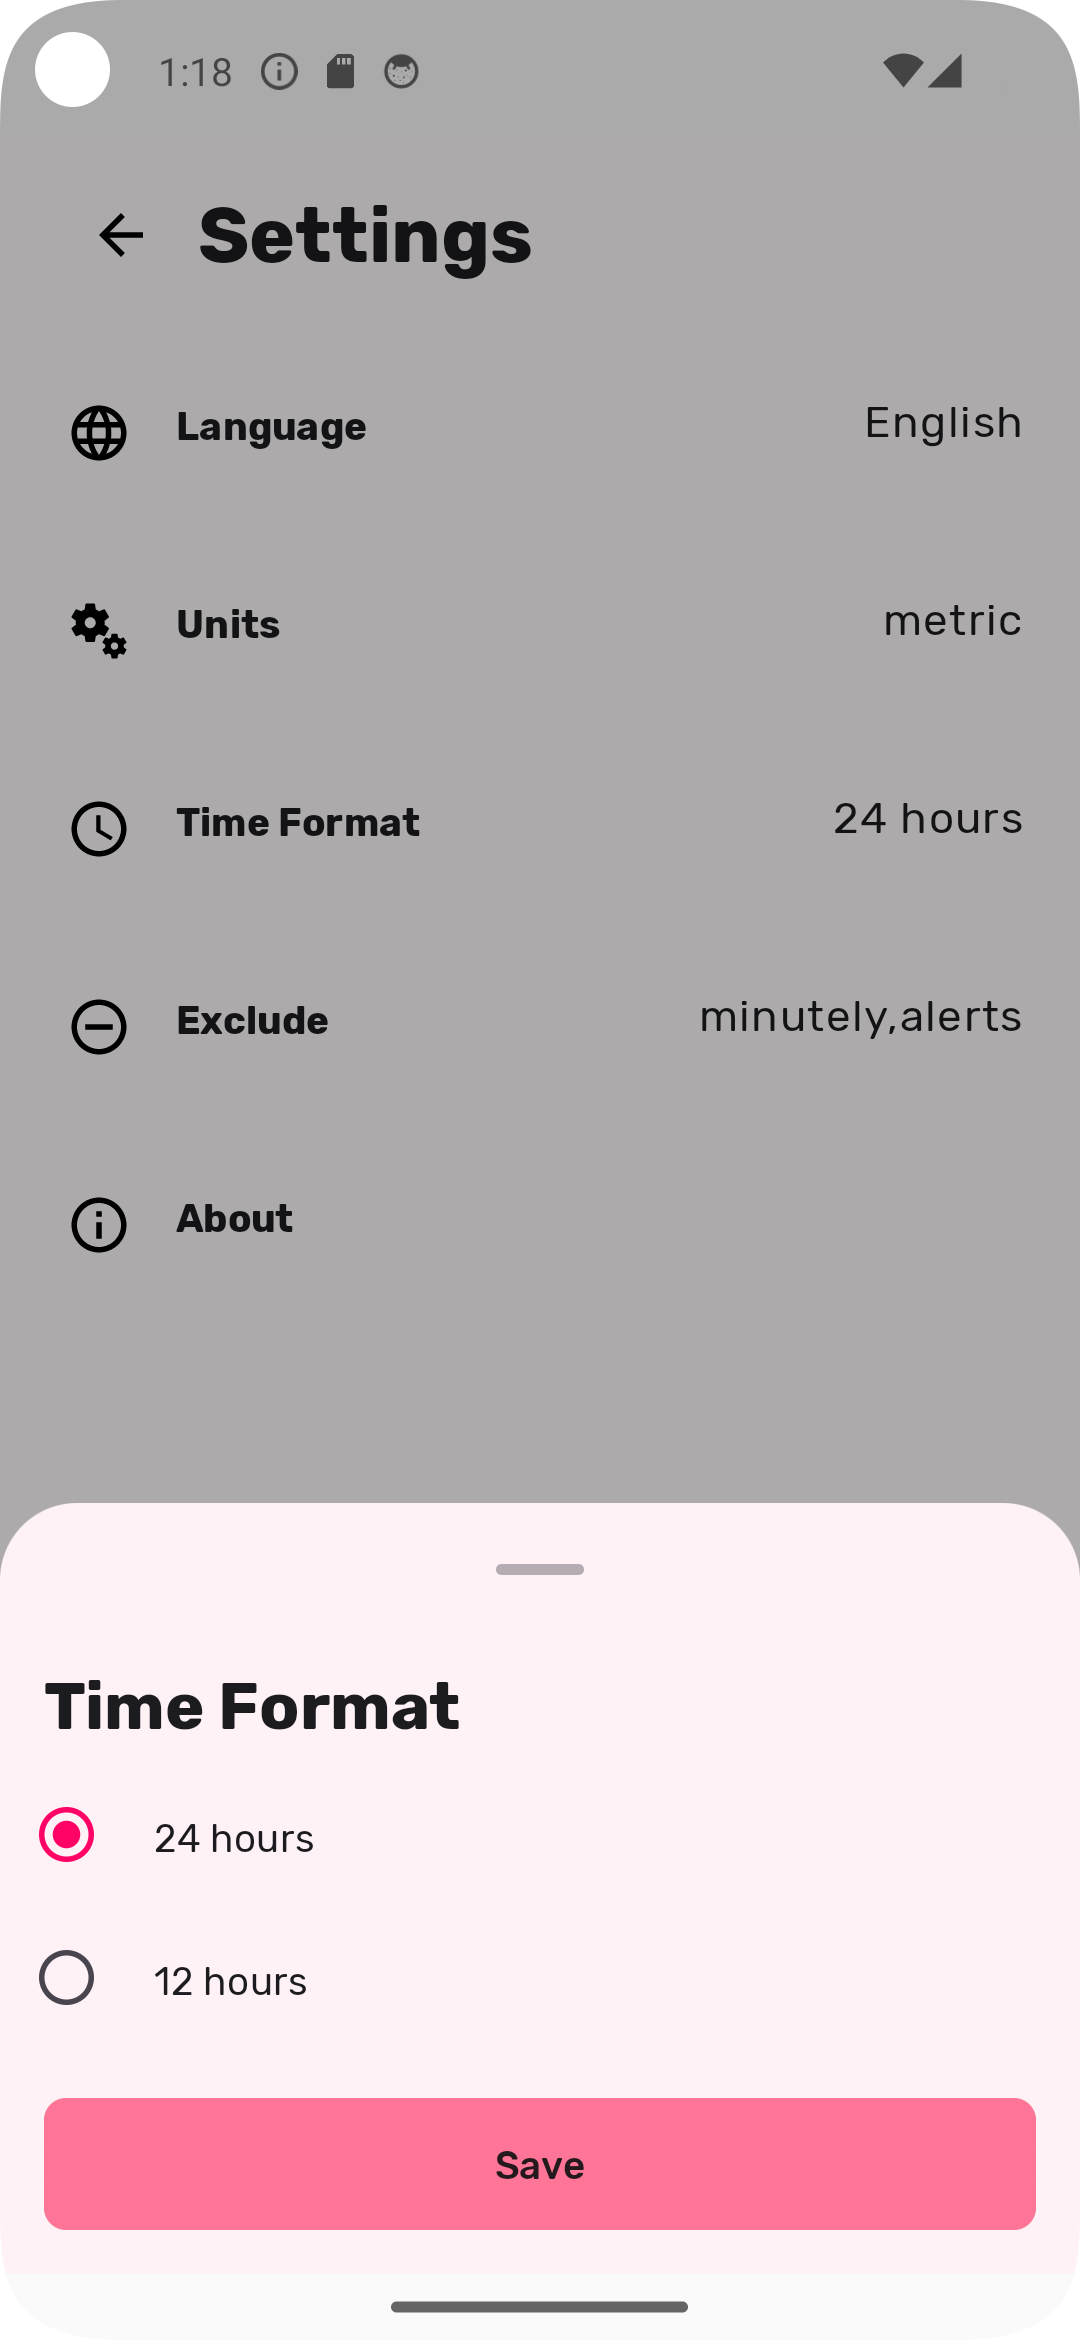 1:18
Settings
Language
English
Units
metric
Time Format
24 hours
Exclude
minutely,alerts
About
Time Format
24 hours
12 hours
Save